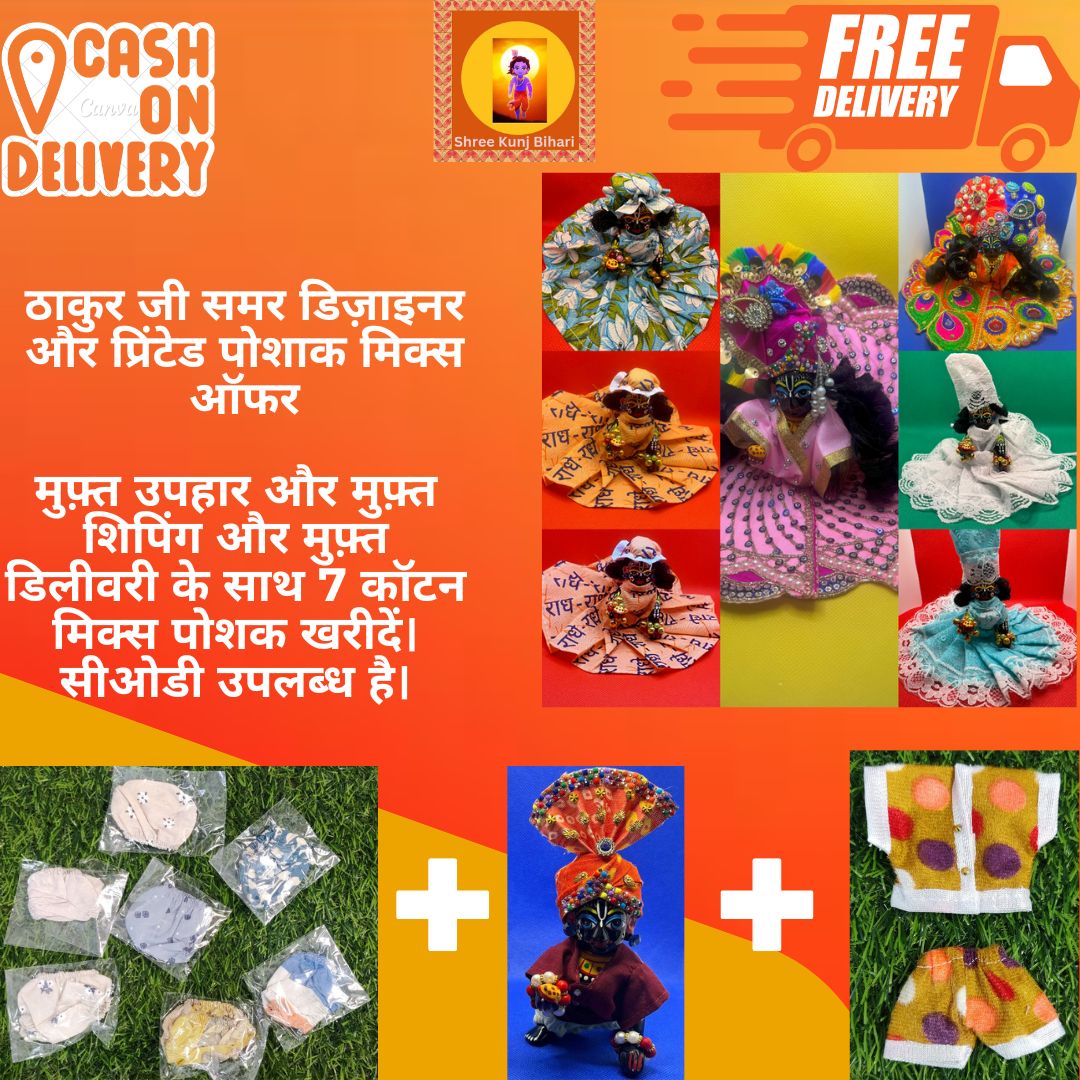 CASH
ON
DELIVERY
Canva
Shree Kunj Bihari
FREE
DELIVERY
ठाकुर जी समर डिज़ाइनर
और प्रिंटेड पोशाक मिक्स
ऑफर
मुफ़्त उपहार और मुफ़्त
शिपिंग और मुफ़्त
डिलीवरी के साथ 7 कॉटन
मिक्स पोशक खरीदें।
सीओडी उपलब्ध है।